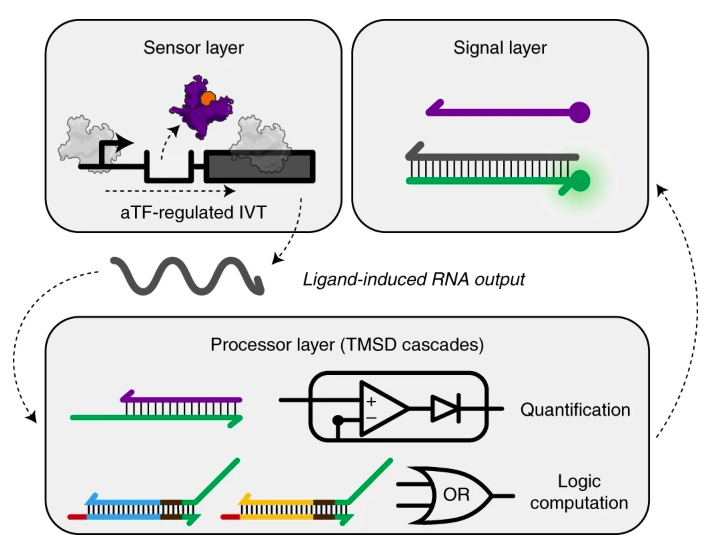 Sensor layer
Signal layer
aTF-regulated IVT
Ligand-induced RNA output
Processor layer (TMSD cascades)
+
−
Quantification
OR
Logic
computation